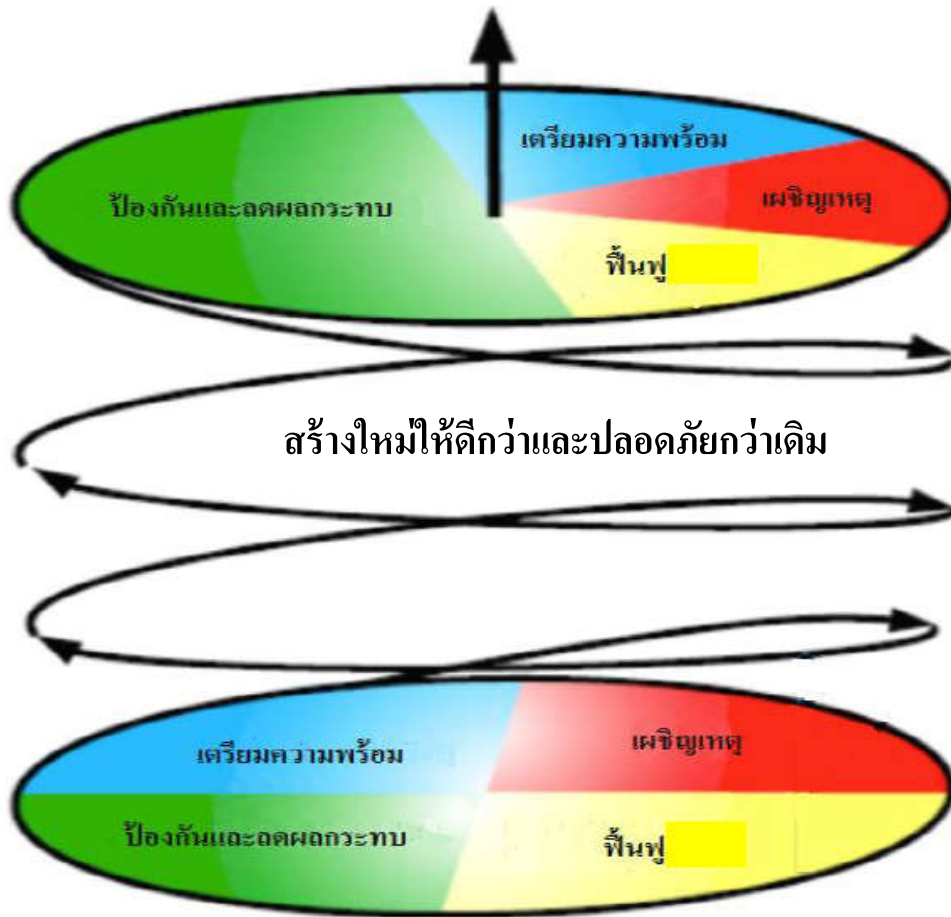 เตรียมความพร้อม
เผชิญเหตุ
ป้องกันและลดผลกระทบ
ฟื้นฟู
สร้างใหม่ให้ดีกว่าและปลอดภัยกว่าเดิม
เตรียมความพร้อม
เผชิญเหตุ
ป้องกันและลดผลกระทบ
ฟื้นฟู